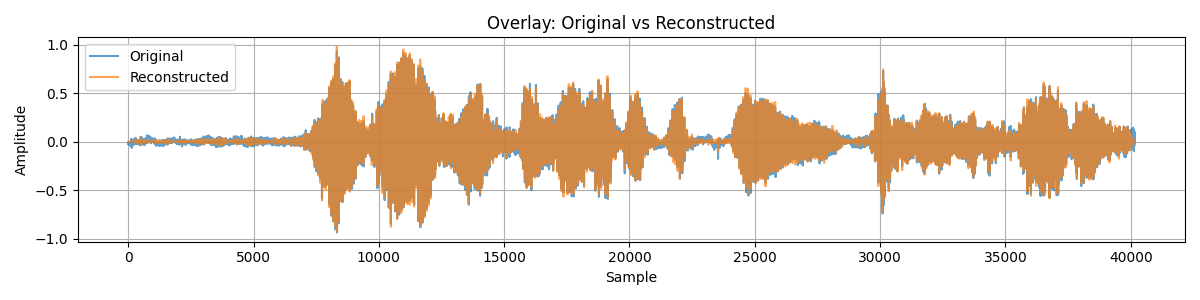 Overlay: Original vs Reconstructed
Original
Reconstructed
Amplitude
1.0
0.5
0.0
−0.5
−1.0
0 5000 10000 15000 20000 25000 30000 35000 40000
Sample